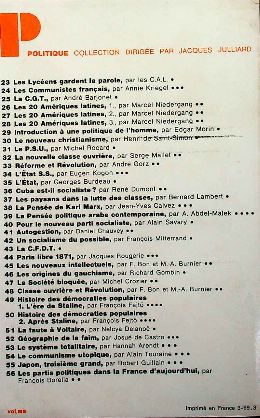 P
POLITIQUE COLLECTION DIRIGÉE PAR JACQUES JULLIARD
23 Les Lycéens gardent la parole, par les C.A.L. •
24 Les Communistes français, par Annie Kriegel •••
25 La C.G.T., par André Barjonet •
26 Les 20 Amériques latines, 1., par Marcel Niedergang ••
27 Les 20 Amériques latines, 2., par Marcel Niedergang ••
28 Les 20 Amériques latines, 3., par Marcel Niedergang ••
29 Introduction à une politique de l'homme, par Edgar Morin •
30 Le nouveau christianisme, par Henri de Saint-Simon
31 Le P.S.U., par Michel Rocard •
32 La nouvelle classe ouvrière, par Serge Mallet ••
33 Réforme et Révolution, par André Gorz ••
34 L'État S.S., par Eugen Kogon •••
35 L'État, par Georges Burdeau •
36 Cuba est-il socialiste? par René Dumont ••
37 Les paysans dans la lutte des classes, par Bernard Lambert •
38 La Pensée de Karl Marx, par Jean-Yves Calvez •••
39 La Pensée politique arabe contemporaine, par A. Abdel-Malek ••••
40 Pour le nouveau parti socialiste, par Alain Savary •
41 Autogestion, par Daniel Chauvey ••
42 Un socialisme du possible, par François Mitterrand
43 La C.F.D.T. •
44 Paris libre 1871, par Jacques Rougerie •••
45 Les nouveaux intellectuels, par F. Bon et M.-A. Burnier ••
46 Les origines du gauchisme, par Richard Gombin •
47 La Société bloquée, par Michel Crozier ••
48 Classe ouvrière et Révolution, par F. Bon et M.-A. Burnier •
49 Histoire des démocraties populaires
1. L'ère de Staline, par François Fejtö ••••
50 Histoire des démocraties populaires
2. Après Staline, par François Fejtö ••••
51 La faute à Voltaire, par Nelcya Delanoë •
52 Géographie de la faim, par Josué de Castro •••
53 Le système totalitaire, par Hannah Arendt •••
54 Le communisme utopique, par Alain Touraine ••
55 Japon, troisième grand, par Robert Guillain •••
56 Les partis politiques dans la France d'aujourd'hui, par
François Borella ••
Imprimé en France